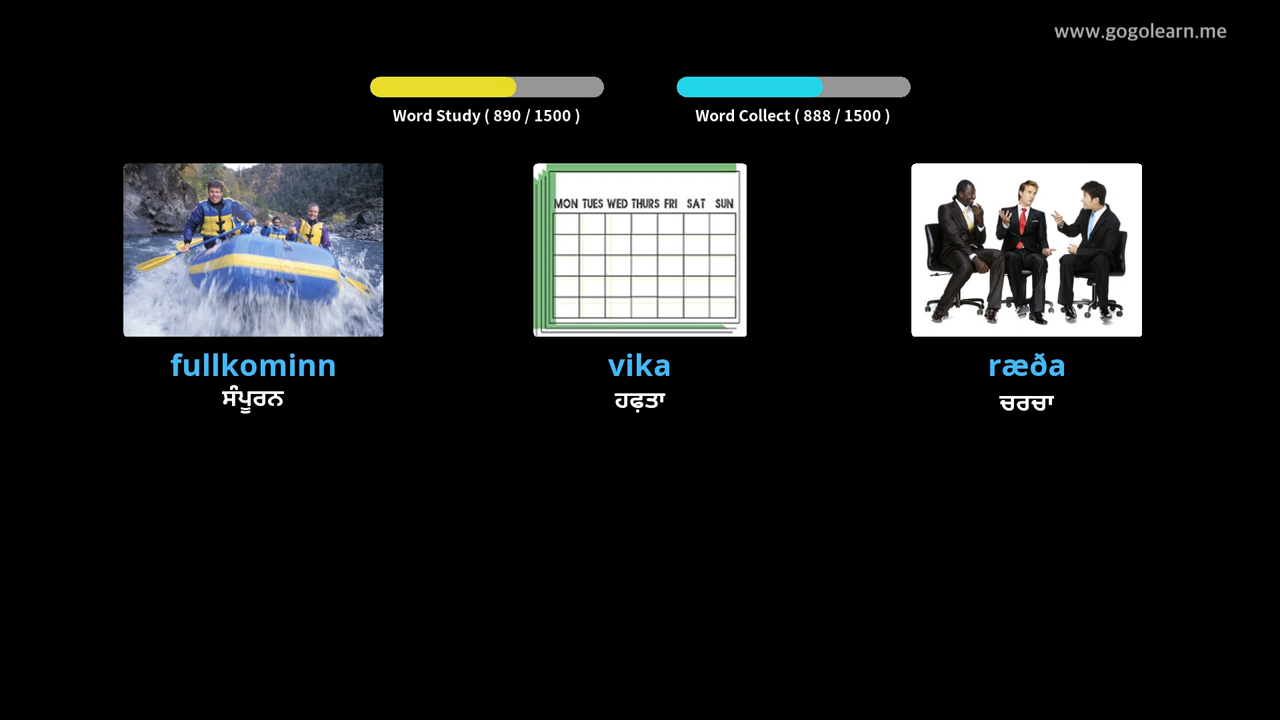 www.gogolearn.me
Word Study ( 890 / 1500 )
Word Collect ( 888 / 1500 )
MON TUES WED THURS FRI SAT SUN
fullkominn
ਸੰਪੂਰਨ
vika
ਹਫ਼ਤਾ
ræða
ਚਰਚਾ